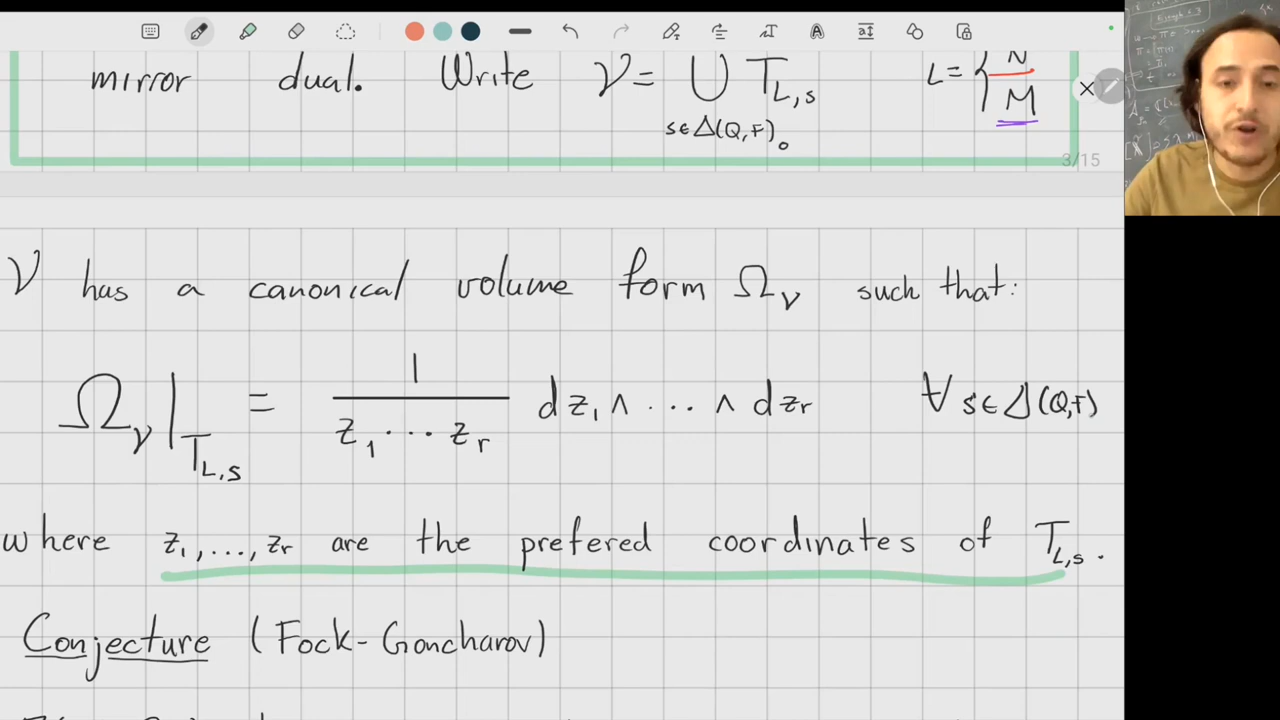 mirror dual. Write 𝒱 = ⋃ T_{L,s} L = { N
s∈Δ(Q,F)₀ M
3/15
𝒱 has a canonical volume form Ω_𝒱 such that:
Ω_𝒱|_{T_{L,s}} = 1 / (z₁ ⋯ z_r) dz₁ ∧ ⋯ ∧ dz_r ∀ s∈Δ(Q,F)
where z₁, ..., z_r are the prefered coordinates of T_{L,s}.
Conjecture (Fock-Goncharov)